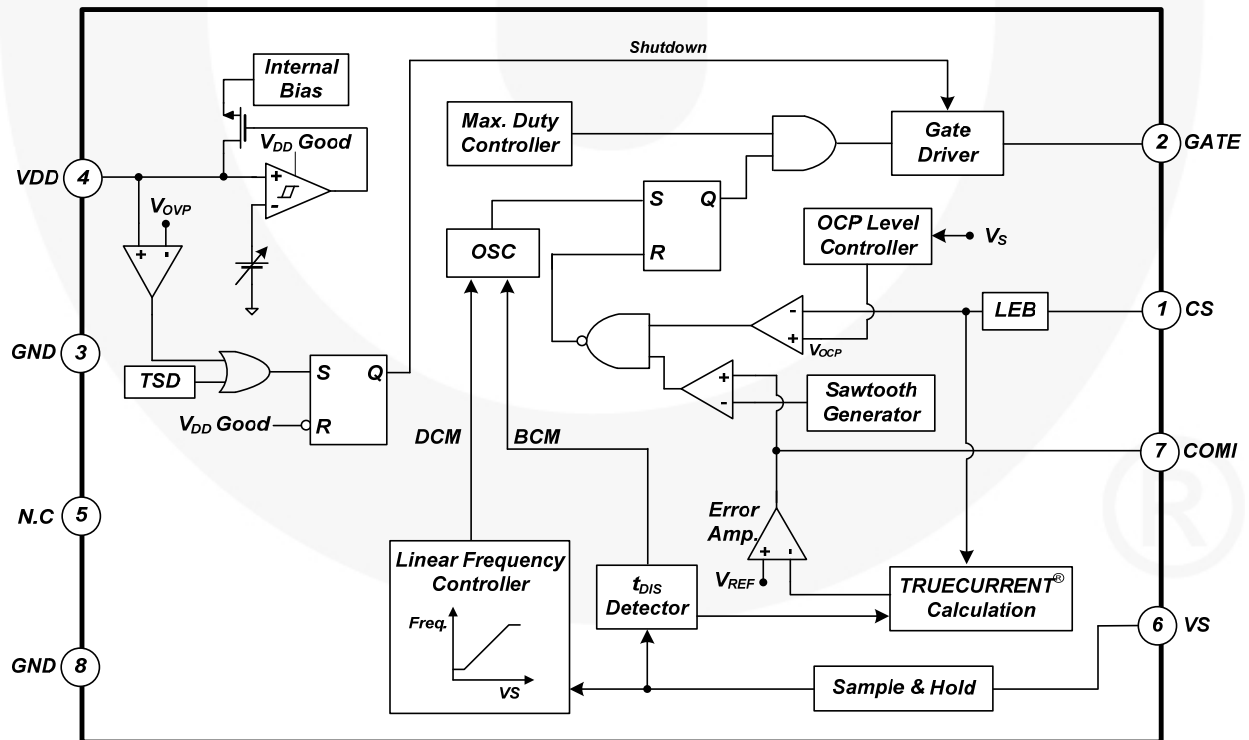 Shutdown
Internal
Bias
Max. Duty
Controller
Gate
Driver
2 GATE
VDD 4
VDD Good
+
-
VOVP
+ -
S Q
R
OSC
OCP Level
Controller
VS
LEB
1 CS
-
+
VOCP
GND 3
TSD
S Q
R
VDD Good
+
-
Sawtooth
Generator
DCM
BCM
7 COMI
N.C 5
Error
Amp.
+ -
VREF
Linear Frequency
Controller
Freq.
VS
tDIS
Detector
TRUECURRENT®
Calculation
6 VS
GND 8
Sample & Hold
®